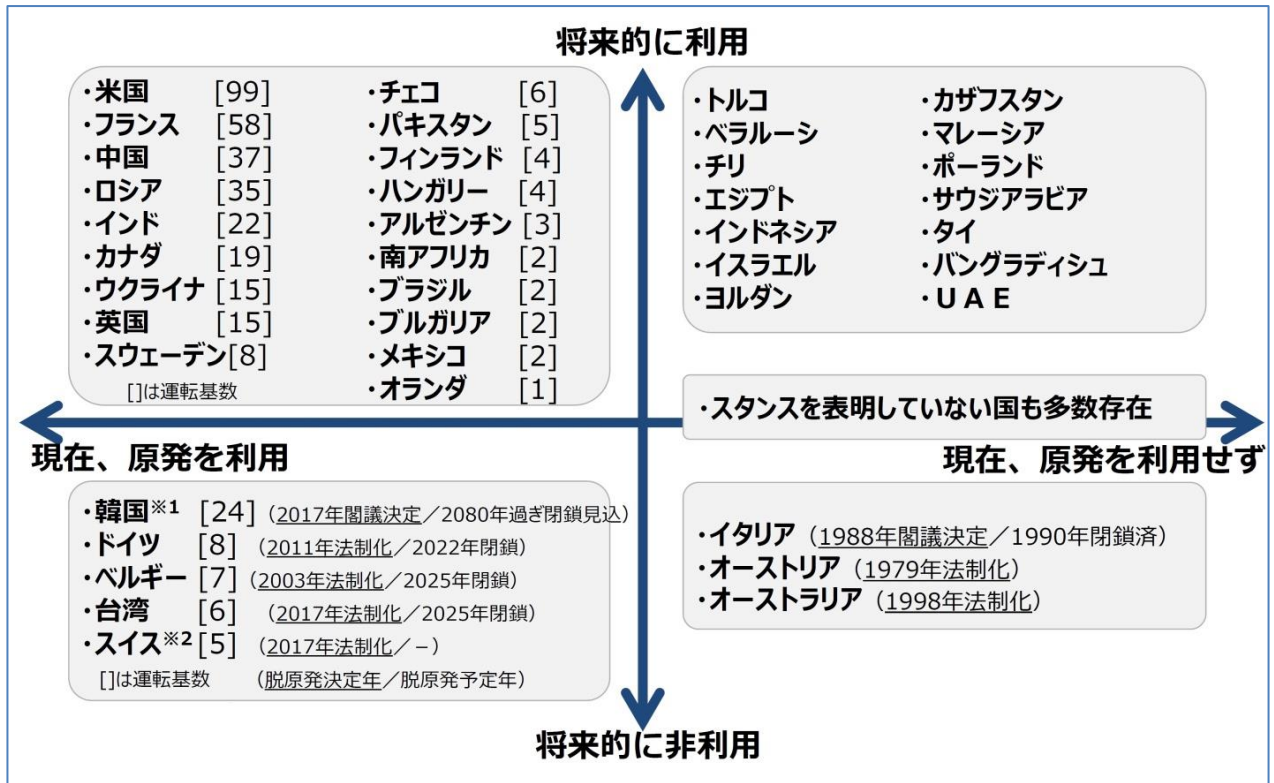 将来的に利用
・米国 [99]
・フランス [58]
・中国 [37]
・ロシア [35]
・インド [22]
・カナダ [19]
・ウクライナ [15]
・英国 [15]
・スウェーデン[8]
[]は運転基数
・チェコ [6]
・パキスタン [5]
・フィンランド [4]
・ハンガリー [4]
・アルゼンチン [3]
・南アフリカ [2]
・ブラジル [2]
・ブルガリア [2]
・メキシコ [2]
・オランダ [1]
・トルコ
・ベラルーシ
・チリ
・エジプト
・インドネシア
・イスラエル
・ヨルダン
・カザフスタン
・マレーシア
・ポーランド
・サウジアラビア
・タイ
・バングラディシュ
・ＵＡＥ
・スタンスを表明していない国も多数存在
現在、原発を利用
現在、原発を利用せず
・韓国※1 [24] （2017年閣議決定／2080年過ぎ閉鎖見込）
・ドイツ [8] （2011年法制化／2022年閉鎖）
・ベルギー [7] （2003年法制化／2025年閉鎖）
・台湾 [6] （2017年法制化／2025年閉鎖）
・スイス※2 [5] （2017年法制化／－）
[]は運転基数 （脱原発決定年／脱原発予定年）
・イタリア（1988年閣議決定／1990年閉鎖済）
・オーストリア（1979年法制化）
・オーストラリア（1998年法制化）
将来的に非利用